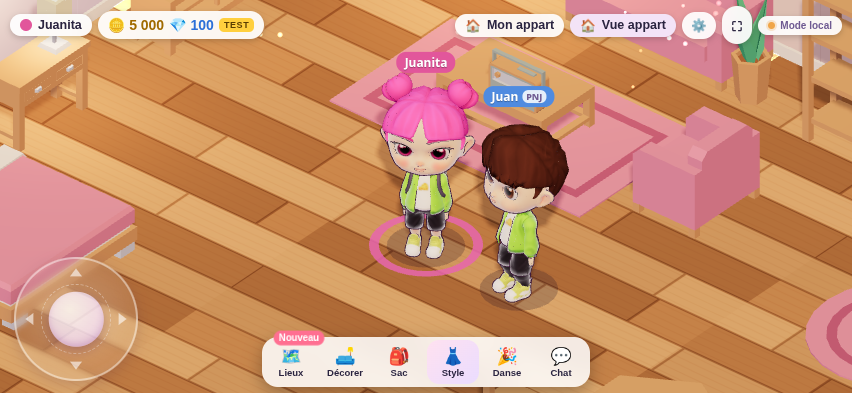 Juanita
5 000 100 TEST
Mon appart
Vue appart
Mode local
Juanita
Juan PNJ
Nouveau
Lieux
Décorer
Sac
Style
Danse
Chat